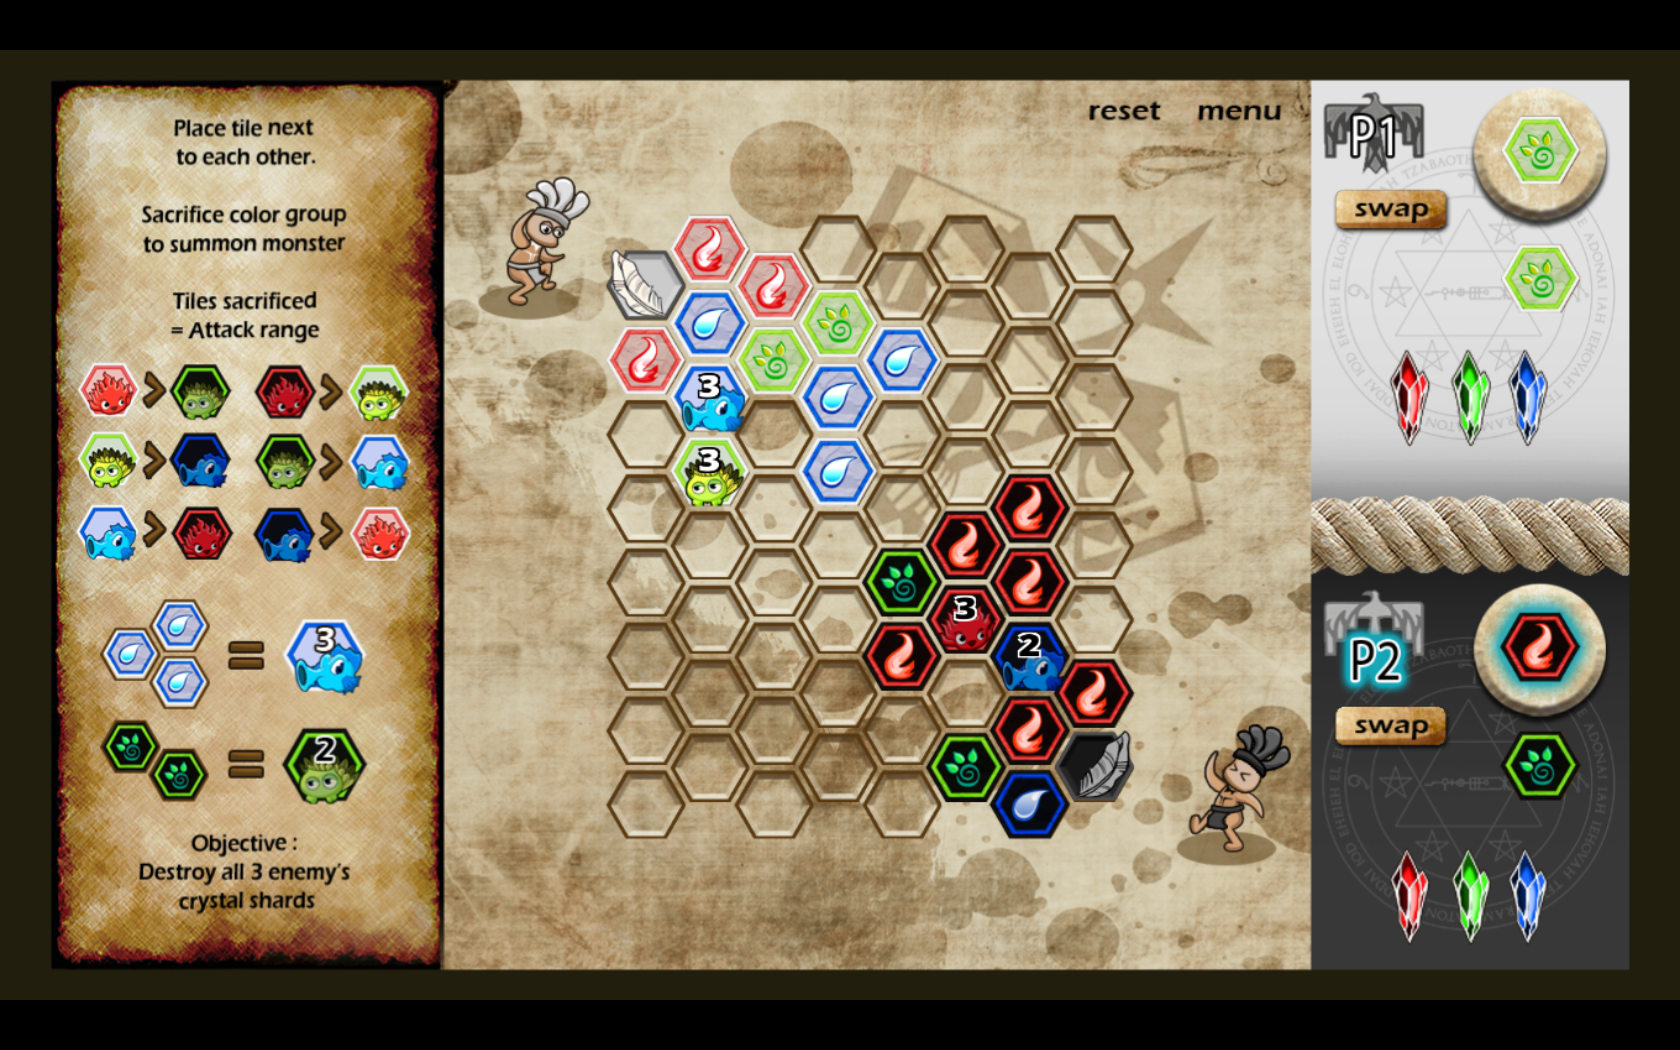 Place tile next
to each other.
Sacrifice color group
to summon monster
Tiles sacrificed
= Attack range
3
2
Objective :
Destroy all 3 enemy's
crystal shards
reset menu
3
3
3
2
P1
swap
P2
swap